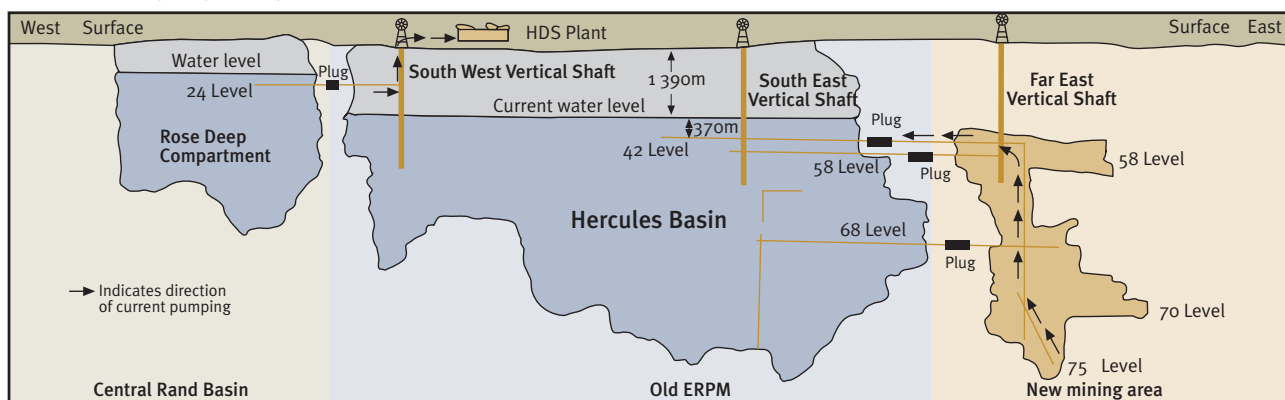 West Surface
HDS Plant
Surface East
Water level
Plug
South West Vertical Shaft
1 390m
South East
Vertical Shaft
Far East
Vertical Shaft
24 Level
Current water level
Rose Deep
Compartment
37m
Plug
42 Level
58 Level
Plug
58 Level
Hercules Basin
68 Level
Plug
Indicates direction
of current pumping
70 Level
75 Level
Central Rand Basin
Old ERPM
New mining area